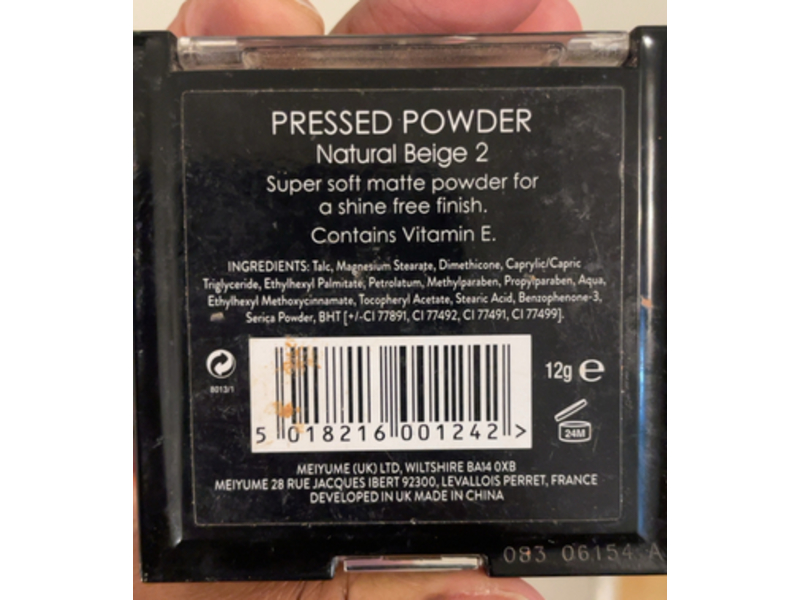 PRESSED POWDER
Natural Beige 2
Super soft matte powder for
a shine free finish.
Contains Vitamin E.
INGREDIENTS: Talc, Magnesium Stearate, Dimethicone, Caprylic/Capric
Triglyceride, Ethylhexyl Palmitate, Petrolatum, Methylparaben, Propylparaben, Aqua,
Ethylhexyl Methoxycinnamate, Tocopheryl Acetate, Stearic Acid, Benzophenone-3,
Serica Powder, BHT [+/-CI 77891, CI 77492, CI 77491, CI 77499].
8013/1
12g e
24M
5 018216 001242 >
MEIYUME (UK) LTD, WILTSHIRE BA14 0XB
MEIYUME 28 RUE JACQUES IBERT 92300, LEVALLOIS PERRET, FRANCE
DEVELOPED IN UK MADE IN CHINA
083 06154 A